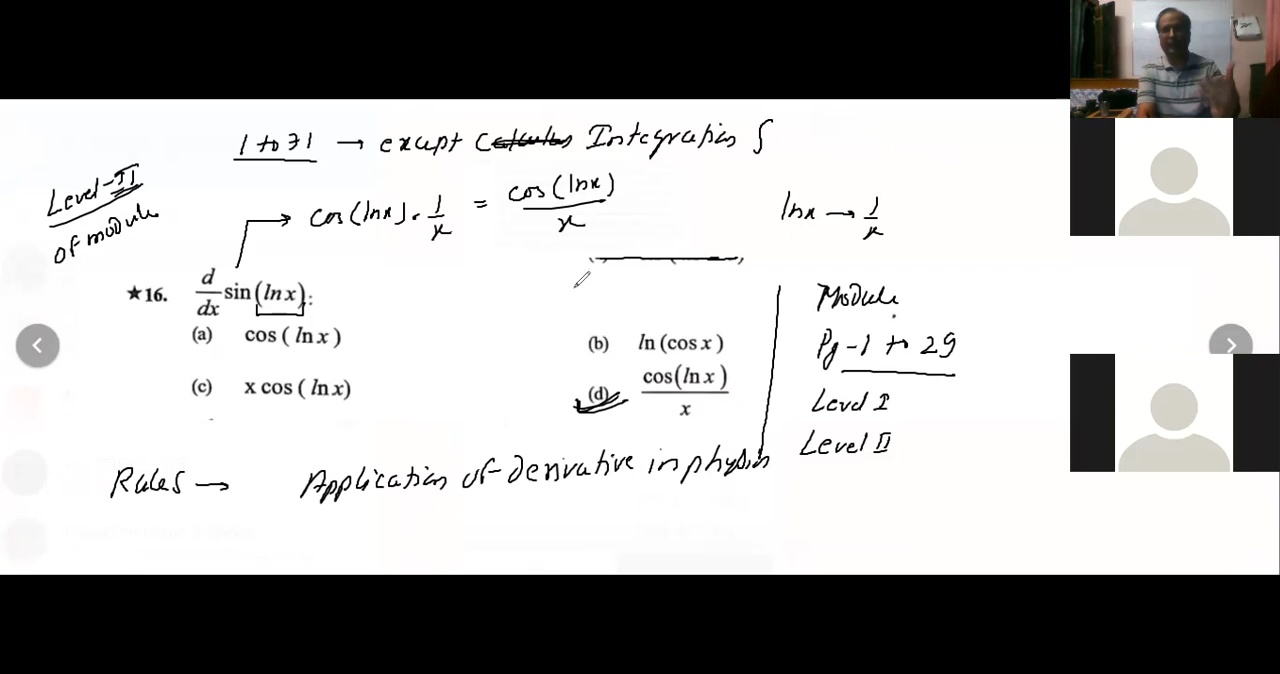 1 to 31 → except Calculus Integration ∫
Level-II
of module
cos(lnx). 1/x = cos(lnx)/x
lnx → 1/x
★16. d/dx sin (ln x):
(a) cos ( ln x )
(b) ln (cos x )
(c) x cos ( ln x)
(d) cos(ln x )/x
Module
Pg-1 to 29
Level I
Level II
Rules → Application of derivative in physics